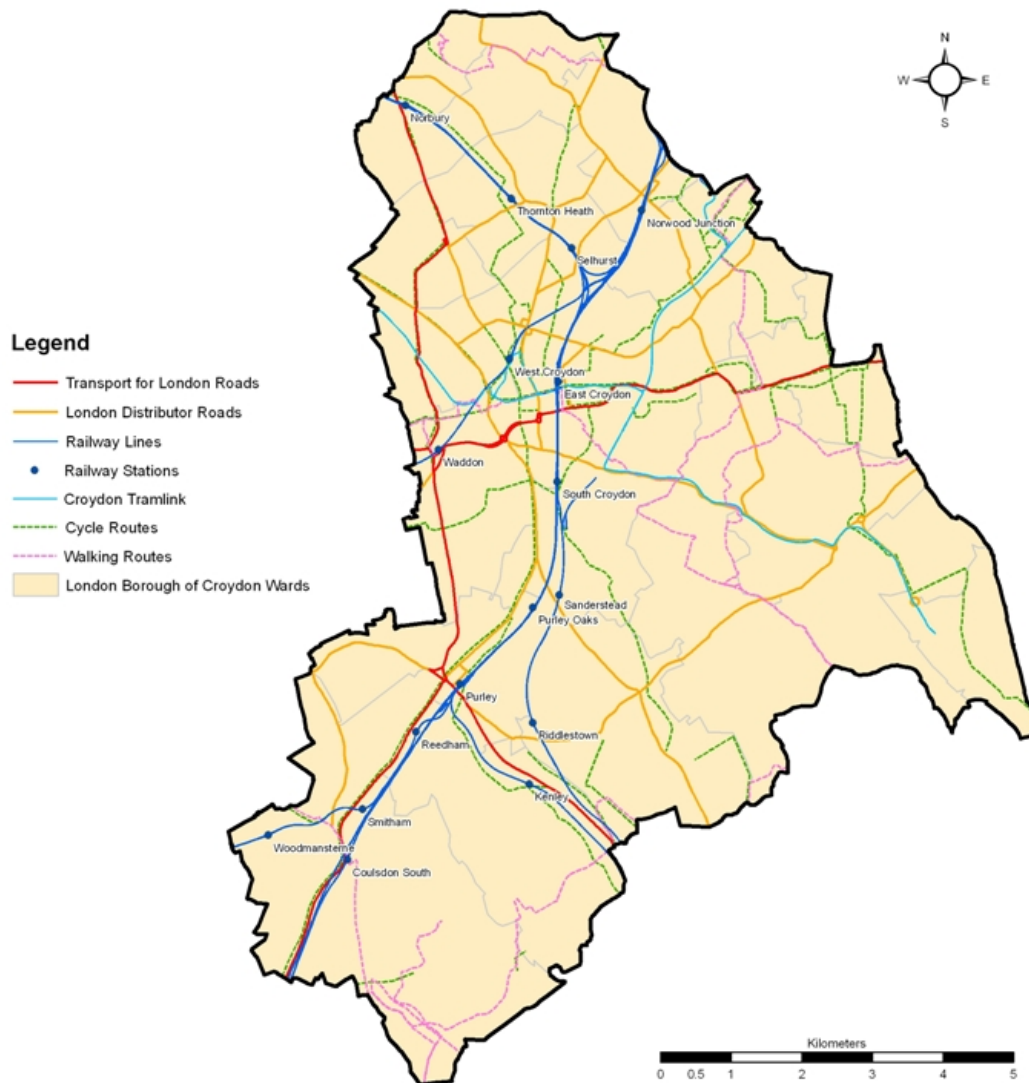 N
W E
S
Norbury
Thornton Heath
Norwood Junction
Selhurst
Legend
West Croydon
Transport for London Roads
East Croydon
London Distributor Roads
Railway Lines
Railway Stations
Waddon
Croydon Tramlink
South Croydon
Cycle Routes
Walking Routes
London Borough of Croydon Wards
Sanderstead
Purley Oaks
Purley
Riddlestown
Reedham
Kenley
Smitham
Woodmansterne
Coulsdon South
Kilometers
0 0.5 1 2 3 4 5